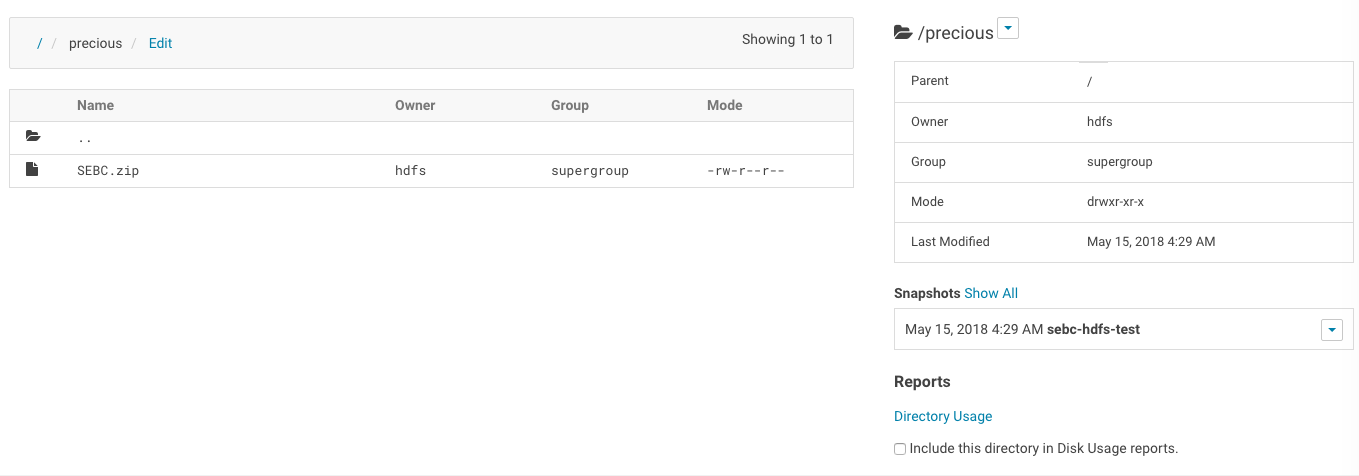 / / precious / Edit
Showing 1 to 1
Name Owner Group Mode
..
SEBC.zip hdfs supergroup -rw-r--r--
/precious
Parent /
Owner hdfs
Group supergroup
Mode drwxr-xr-x
Last Modified May 15, 2018 4:29 AM
Snapshots Show All
May 15, 2018 4:29 AM sebc-hdfs-test
Reports
Directory Usage
Include this directory in Disk Usage reports.